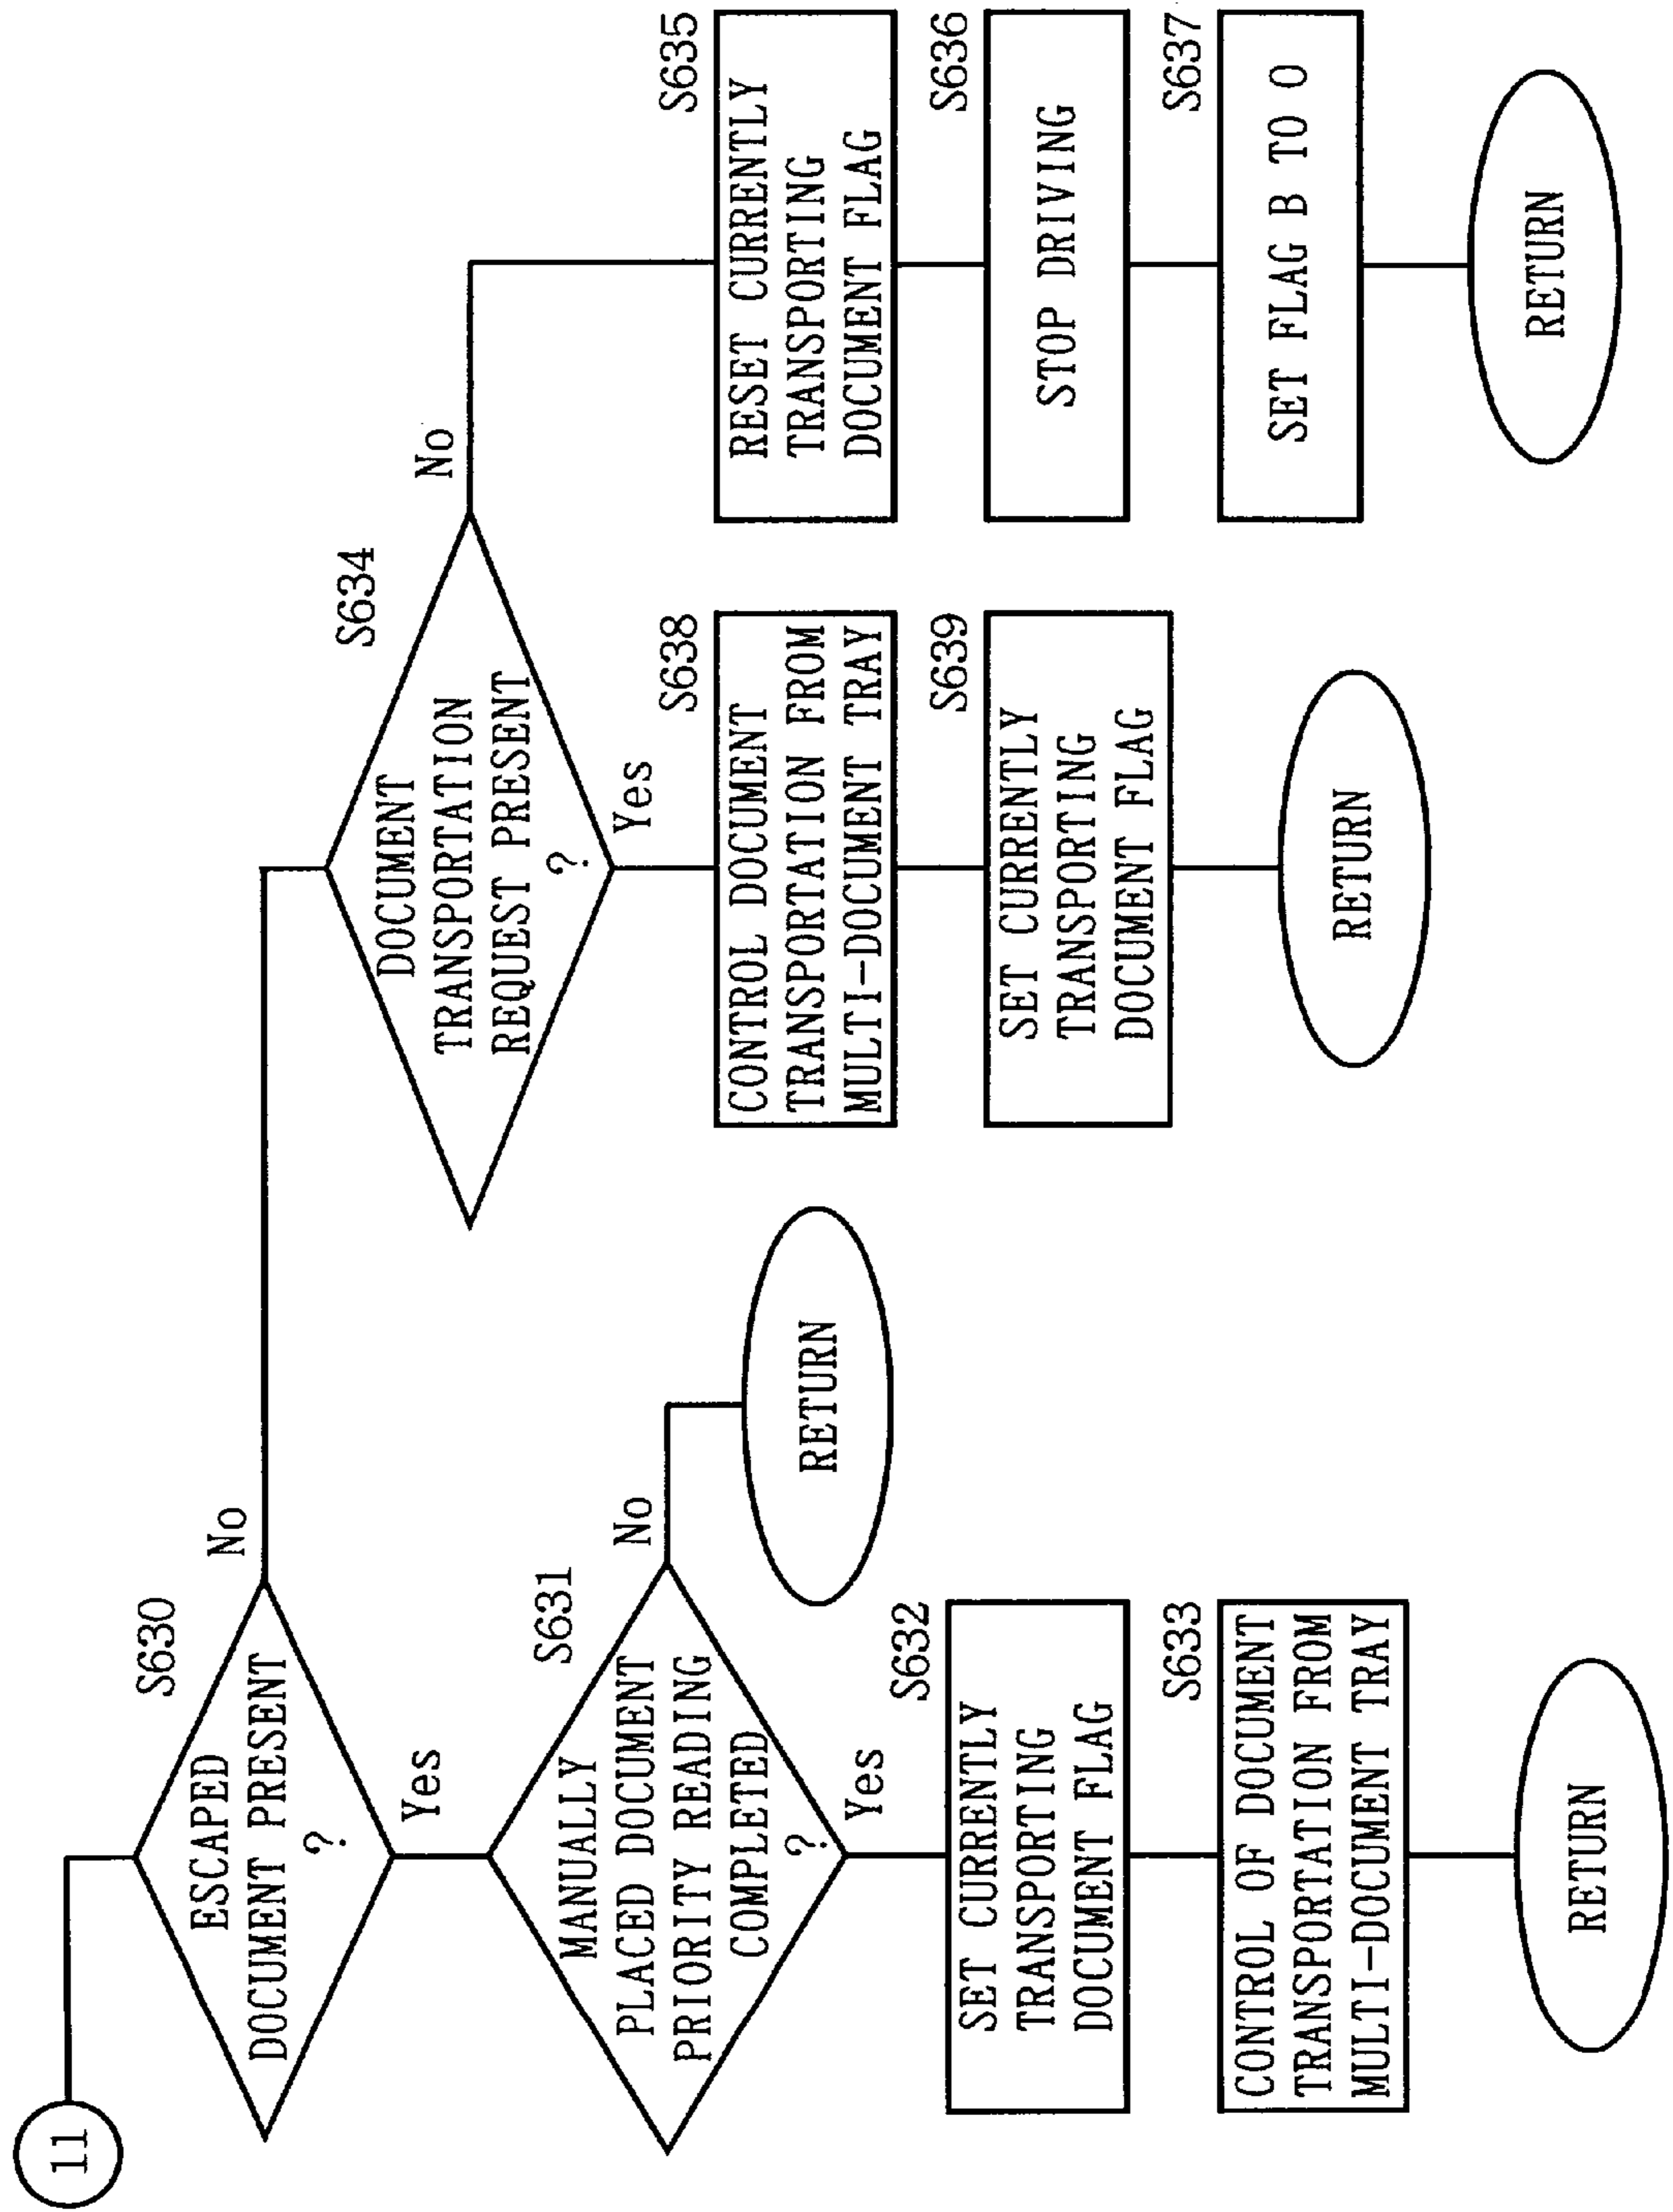 11
S630
ESCAPED
DOCUMENT PRESENT
?
No
Yes
S631
MANUALLY
PLACED DOCUMENT
PRIORITY READING
COMPLETED
?
No
RETURN
Yes
S632
SET CURRENTLY
TRANSPORTING
DOCUMENT FLAG
S633
CONTROL OF DOCUMENT
TRANSPORTATION FROM
MULTI-DOCUMENT TRAY
RETURN
S634
DOCUMENT
TRANSPORTATION
REQUEST PRESENT
?
No
Yes
S638
CONTROL DOCUMENT
TRANSPORTATION FROM
MULTI-DOCUMENT TRAY
S639
SET CURRENTLY
TRANSPORTING
DOCUMENT FLAG
RETURN
S635
RESET CURRENTLY
TRANSPORTING
DOCUMENT FLAG
S636
STOP DRIVING
S637
SET FLAG B TO 0
RETURN